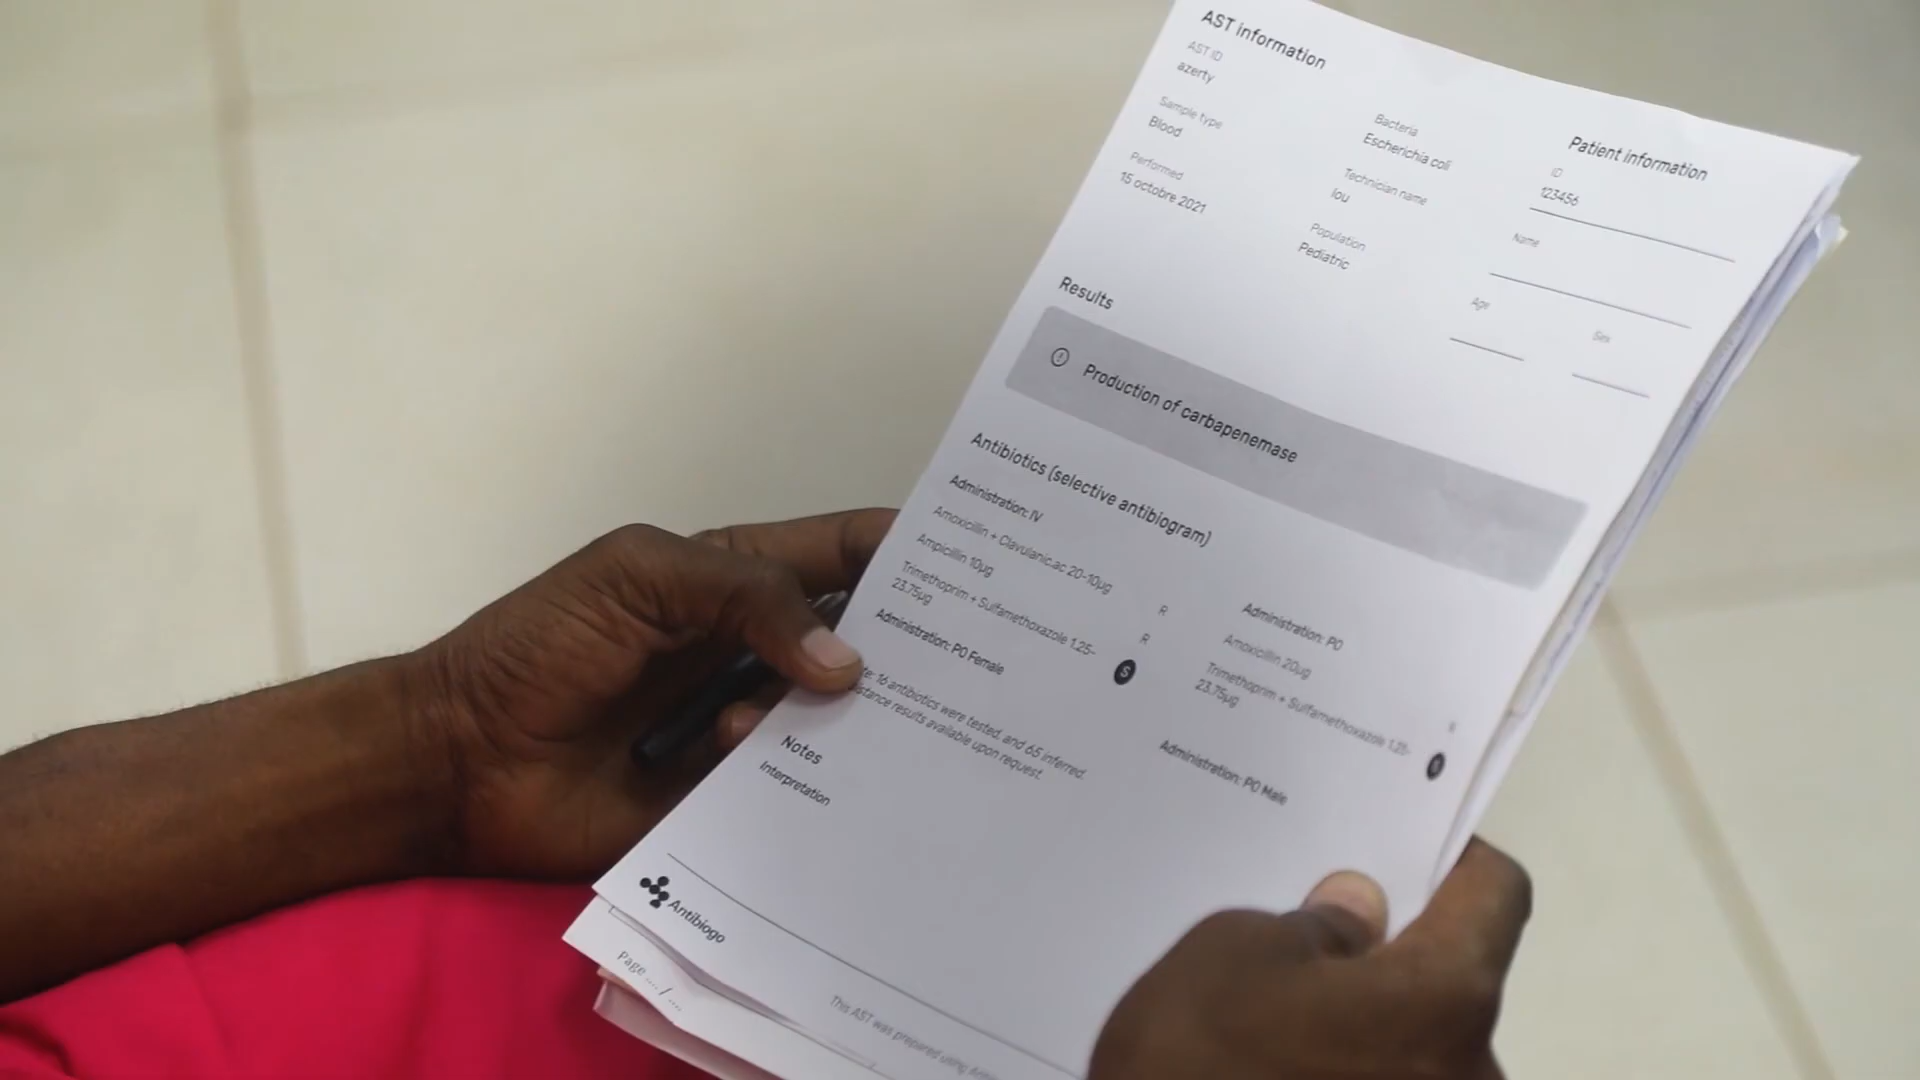 AST information
AST ID
azerty
Sample type
Blood
Performed
15 octobre 2021
Bacteria
Escherichia coli
Technician name
lou
Population
Pediatric
Patient information
ID
123456
Name
Age
Sex
Results
Production of carbapenemase
Antibiotics (selective antibiogram)
Administration: IV
Amoxicillin + Clavulanic.ac 20-10µg R
Ampicillin 10µg R
Trimethoprim + Sulfamethoxazole 1.25-
23.75µg S
Administration: PO
Amoxicillin 20µg
Trimethoprim + Sulfamethoxazole 1.25-
23.75µg S
Administration: PO Female
Administration: PO Male
16 antibiotics were tested, and 65 inferred.
results available upon request.
Notes
Interpretation
Antibiogo
Page ..../....
This AST was prepared using